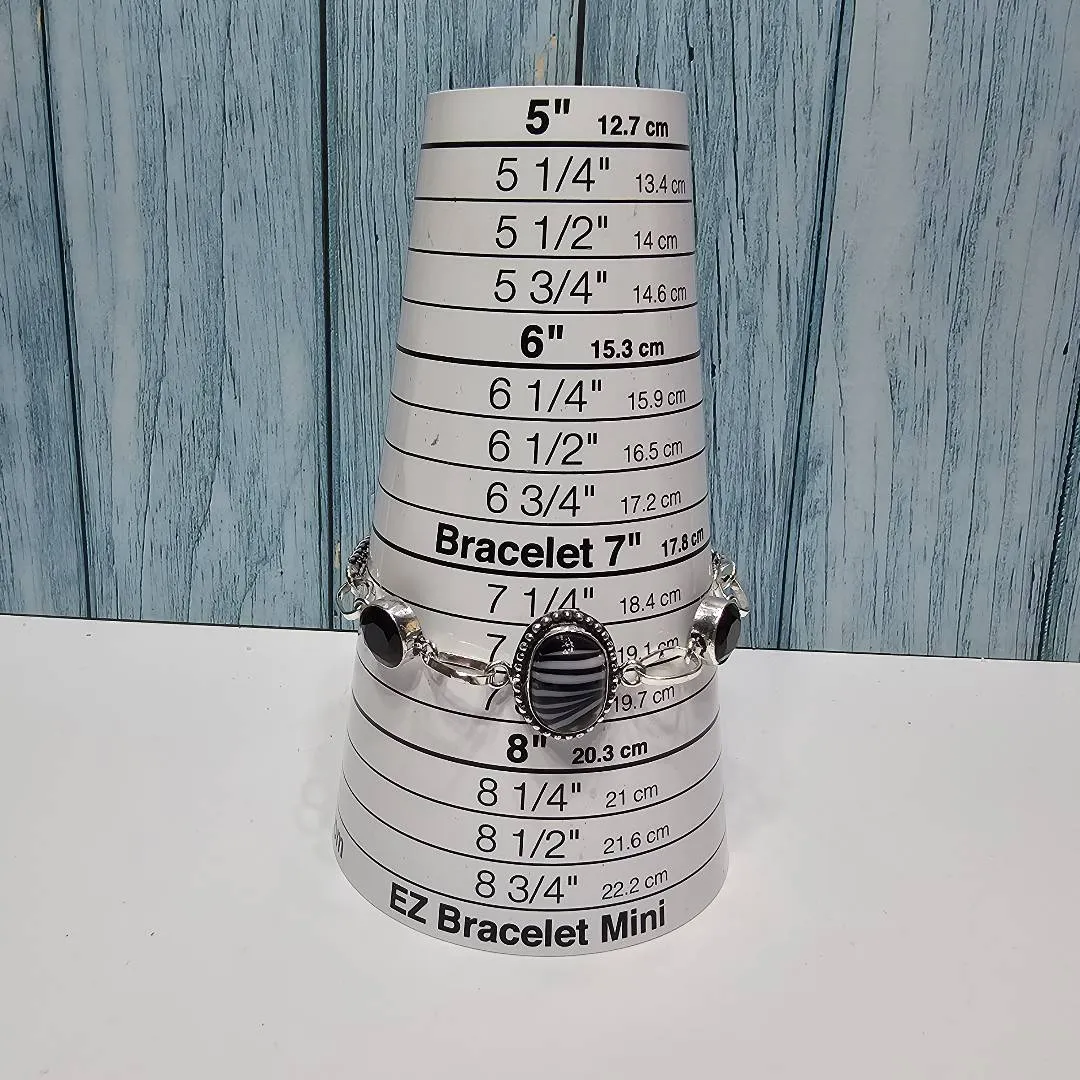 5" 12.7 cm
5 1/4" 13.4 cm
5 1/2" 14 cm
5 3/4" 14.6 cm
6" 15.3 cm
6 1/4" 15.9 cm
6 1/2" 16.5 cm
6 3/4" 17.2 cm
Bracelet 7" 17.8 cm
7 1/4" 18.4 cm
7 19.1 cm
7 19.7 cm
8" 20.3 cm
8 1/4" 21 cm
8 1/2" 21.6 cm
8 3/4" 22.2 cm
EZ Bracelet Mini